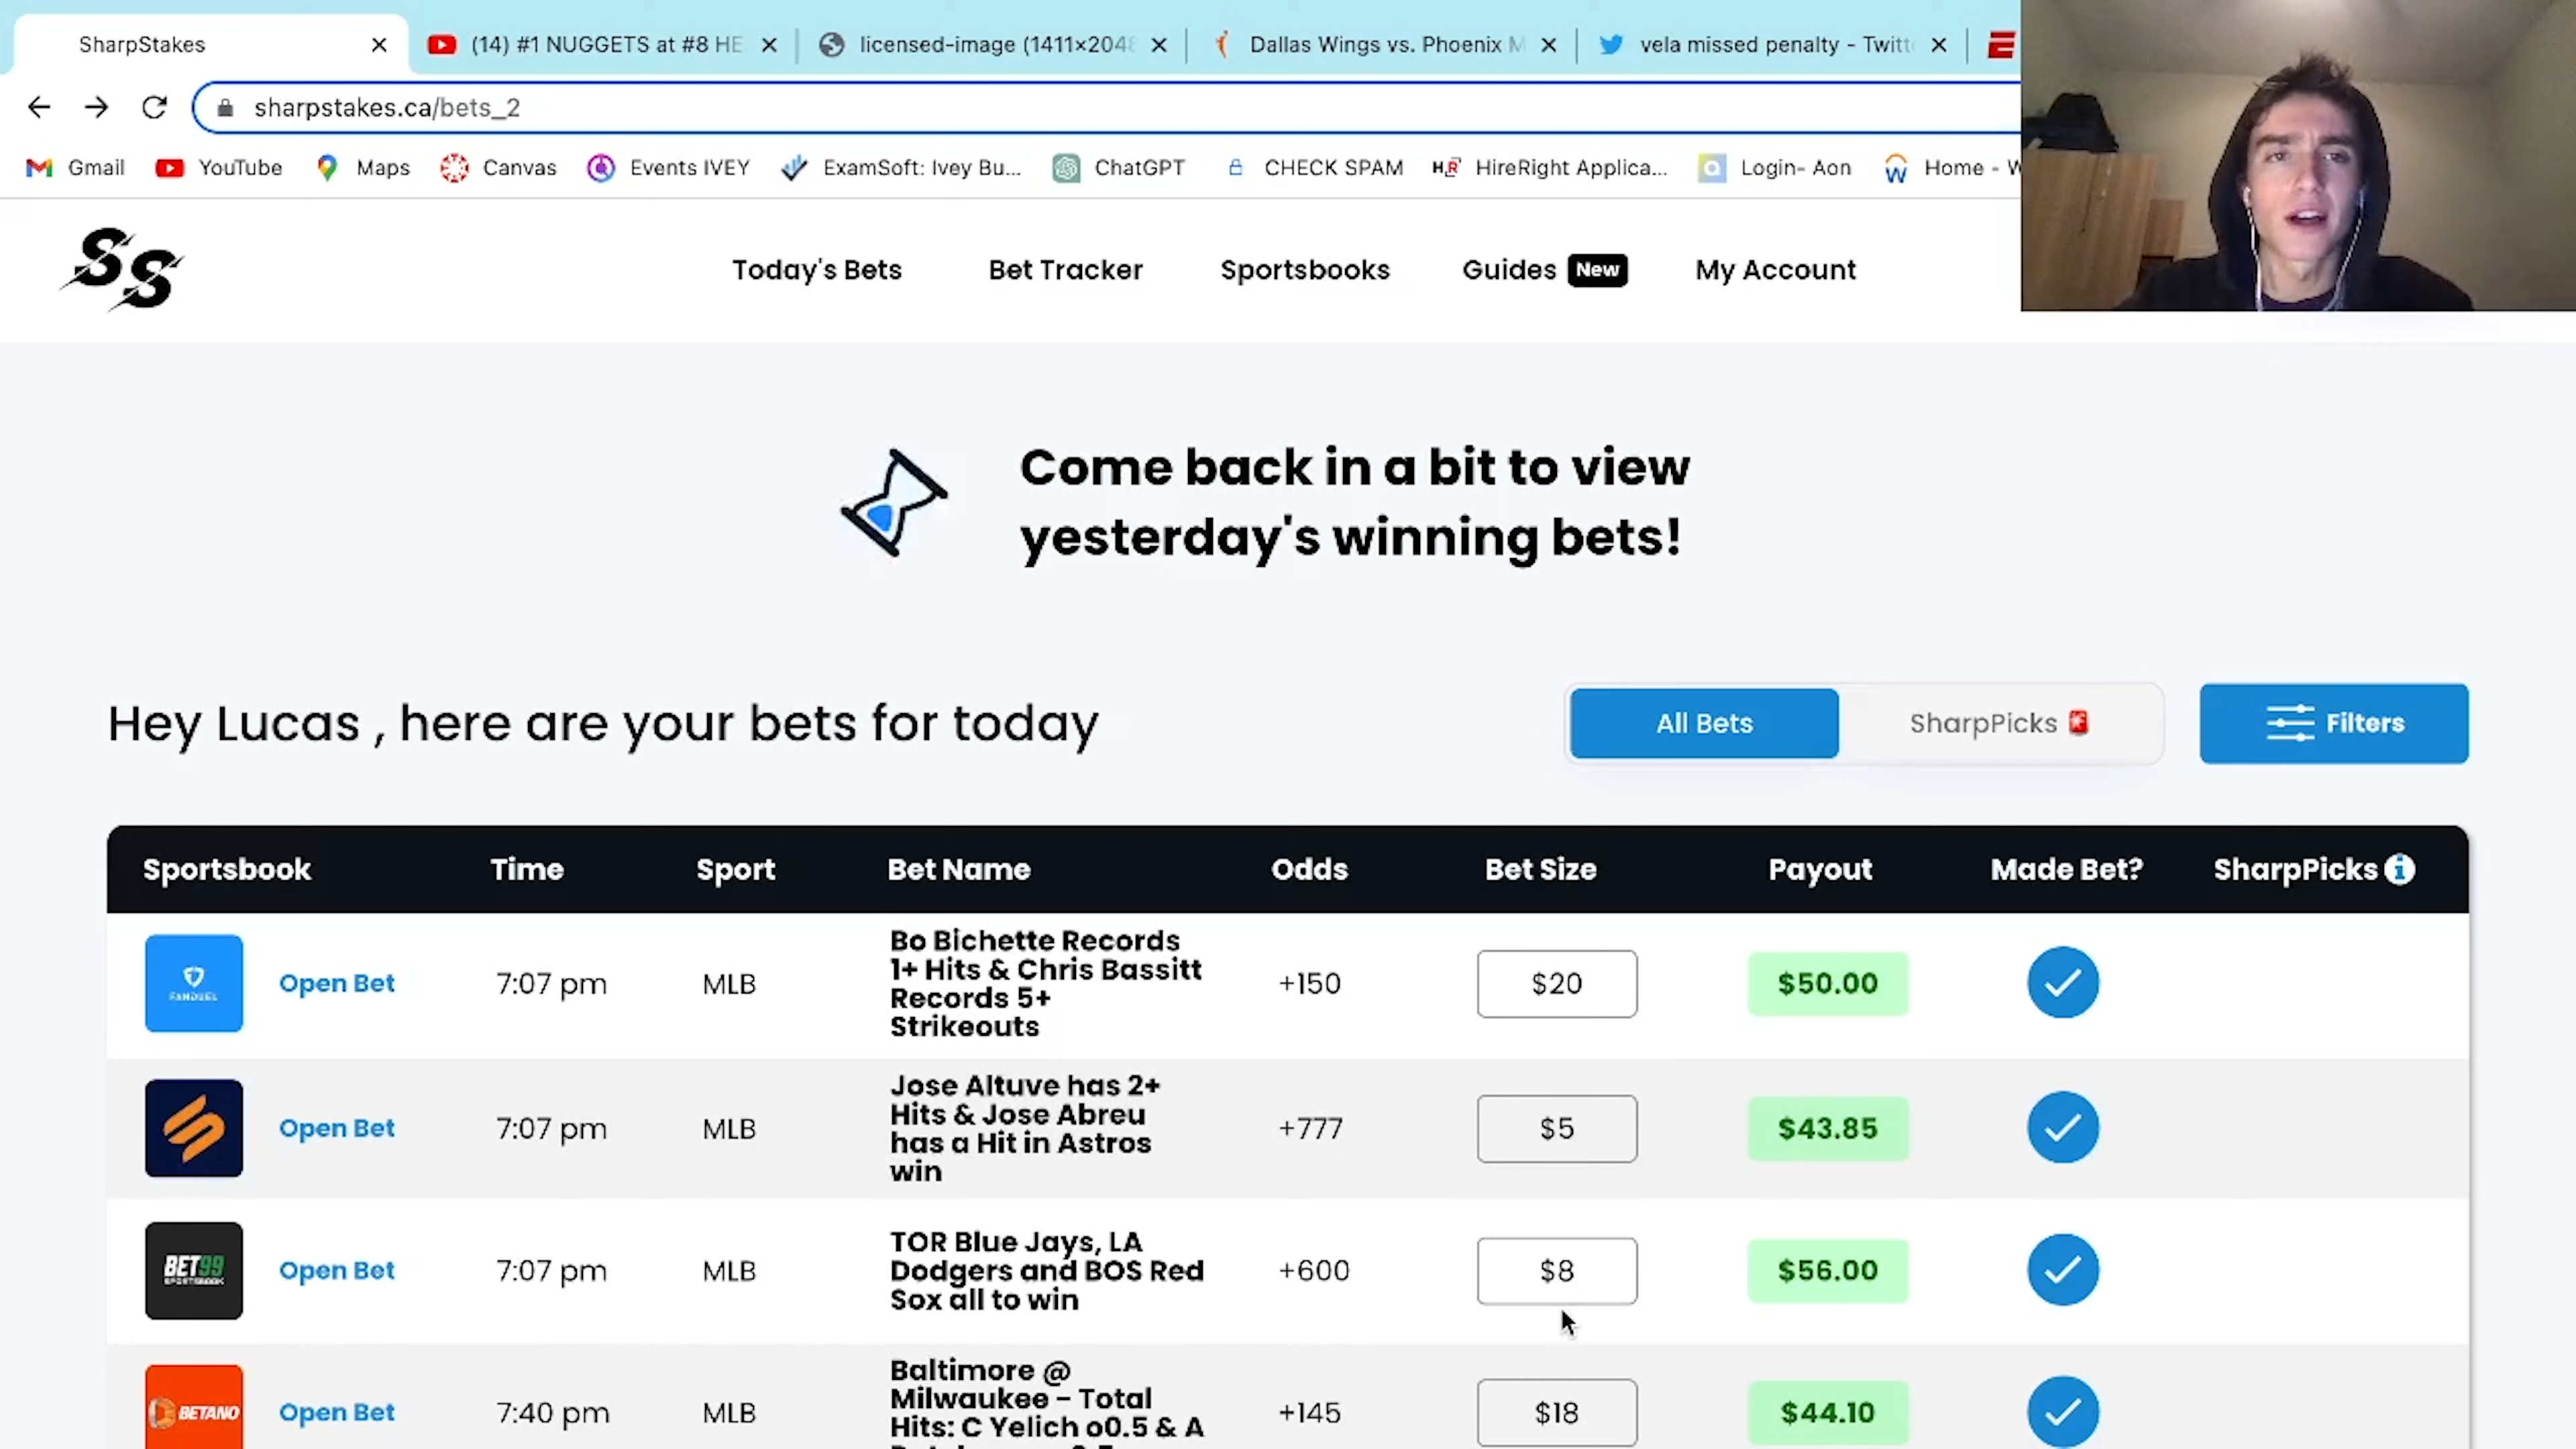 SharpStakes
(14) #1 NUGGETS at #8 HE
licensed-image (1411×2048
Dallas Wings vs. Phoenix M
vela missed penalty - Twitt
sharpstakes.ca/bets_2
Gmail
YouTube
Maps
Canvas
Events IVEY
ExamSoft: Ivey Bu...
ChatGPT
CHECK SPAM
HireRight Applica...
Login- Aon
Home - W
SS
Today's Bets
Bet Tracker
Sportsbooks
Guides New
My Account
Come back in a bit to view
yesterday's winning bets!
Hey Lucas , here are your bets for today
All Bets
SharpPicks
Filters
Sportsbook Time Sport Bet Name Odds Bet Size Payout Made Bet? SharpPicks
FANDUEL
Open Bet
7:07 pm
MLB
Bo Bichette Records
1+ Hits & Chris Bassitt
Records 5+
Strikeouts
+150
$20
$50.00
Open Bet
7:07 pm
MLB
Jose Altuve has 2+
Hits & Jose Abreu
has a Hit in Astros
win
+777
$5
$43.85
BET99
SPORTSBOOK
Open Bet
7:07 pm
MLB
TOR Blue Jays, LA
Dodgers and BOS Red
Sox all to win
+600
$8
$56.00
BETANO
Open Bet
7:40 pm
MLB
Baltimore @
Milwaukee - Total
Hits: C Yelich o0.5 & A
+145
$18
$44.10